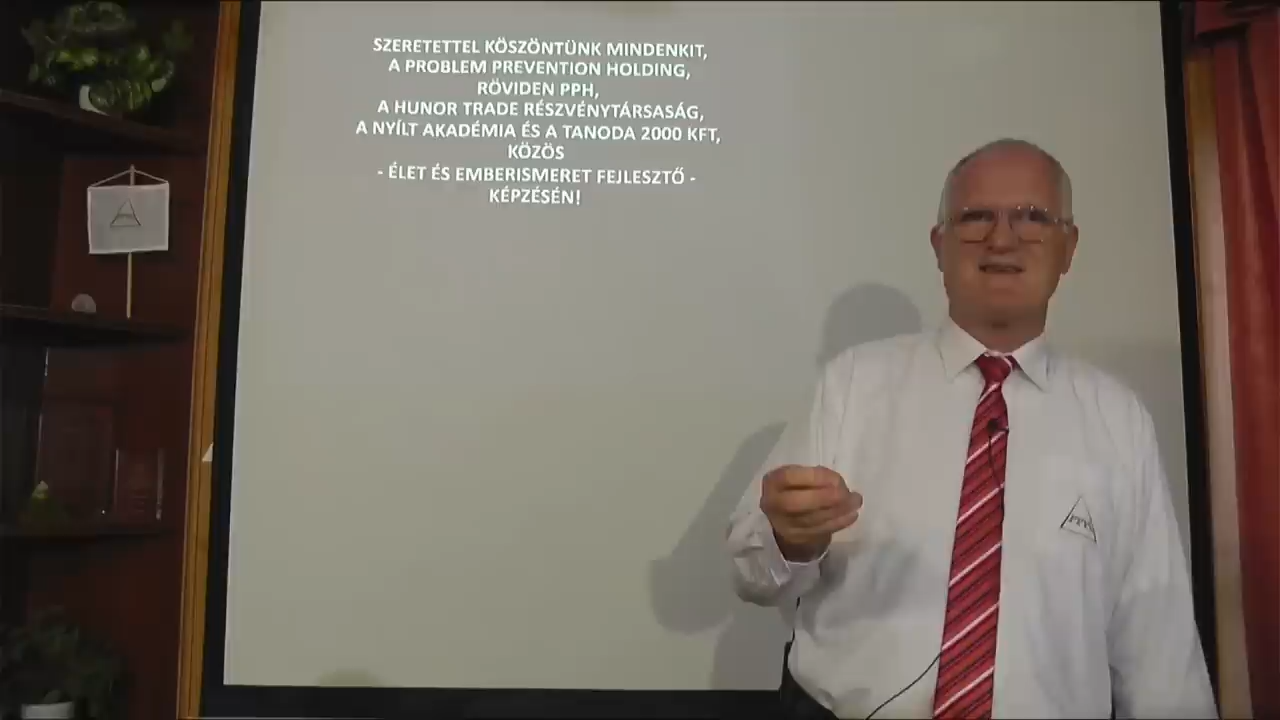 SZERETETTEL KÖSZÖNTÜNK MINDENKIT,
A PROBLEM PREVENTION HOLDING,
RÖVIDEN PPH,
A HUNOR TRADE RÉSZVÉNYTÁRSASÁG,
A NYÍLT AKADÉMIA ÉS A TANODA 2000 KFT,
KÖZÖS
- ÉLET ÉS EMBERISMERET FEJLESZTŐ -
KÉPZÉSÉN!
PPH